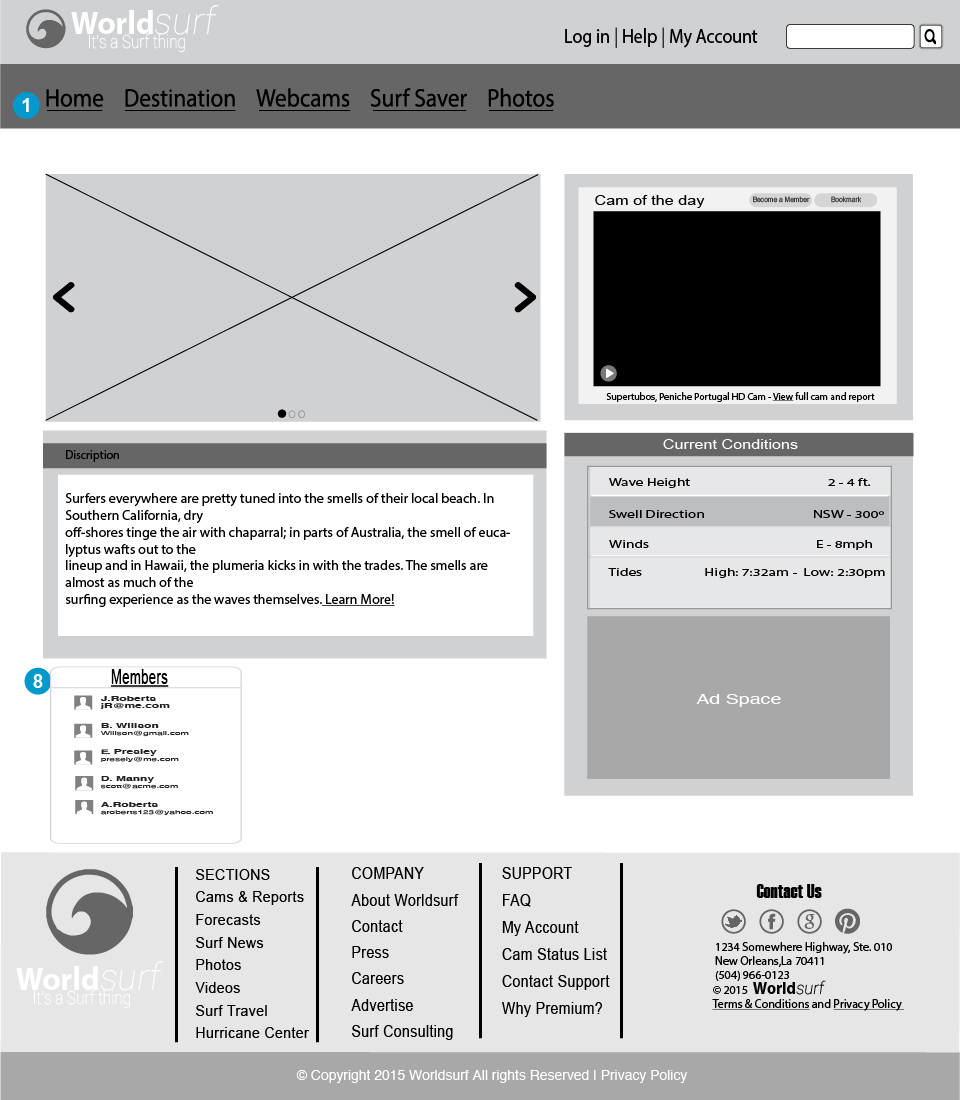 Worldsurf
It's a Surf thing
Log in | Help | My Account
1
Home Destination Webcams Surf Saver Photos
Cam of the day
Become a Member Bookmark
Supertubos, Peniche Portugal HD Cam - View full cam and report
Discription
Surfers everywhere are pretty tuned into the smells of their local beach. In
Southern California, dry
off-shores tinge the air with chaparral; in parts of Australia, the smell of euca-
lyptus wafts out to the
lineup and in Hawaii, the plumeria kicks in with the trades. The smells are
almost as much of the
surfing experience as the waves themselves. Learn More!
Current Conditions
Wave Height 2 - 4 ft.
Swell Direction NSW - 300º
Winds E - 8mph
Tides High: 7:32am - Low: 2:30pm
Ad Space
8
Members
J.Roberts
jR@me.com
B. Willson
Willson@gmail.com
E. Presley
presely@me.com
D. Manny
scott@acme.com
A.Roberts
aroberts123@yahoo.com
Worldsurf
It's a Surf thing
SECTIONS
Cams & Reports
Forecasts
Surf News
Photos
Videos
Surf Travel
Hurricane Center
COMPANY
About Worldsurf
Contact
Press
Careers
Advertise
Surf Consulting
SUPPORT
FAQ
My Account
Cam Status List
Contact Support
Why Premium?
Contact Us
1234 Somewhere Highway, Ste. 010
New Orleans,La 70411
(504) 966-0123
© 2015 Worldsurf
Terms & Conditions and Privacy Policy
© Copyright 2015 Worldsurf All rights Reserved I Privacy Policy